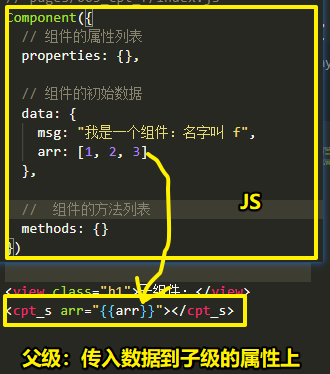 // pages/003_cpt_f/index.js
Component({
// 组件的属性列表
properties: {},
// 组件的初始数据
data: {
msg: "我是一个组件：名字叫 f",
arr: [1, 2, 3]
},
// 组件的方法列表
methods: {}
})
JS
<view class="h1">子组件：</view>
<cpt_s arr="{{arr}}"></cpt_s>
父级：传入数据到子级的属性上